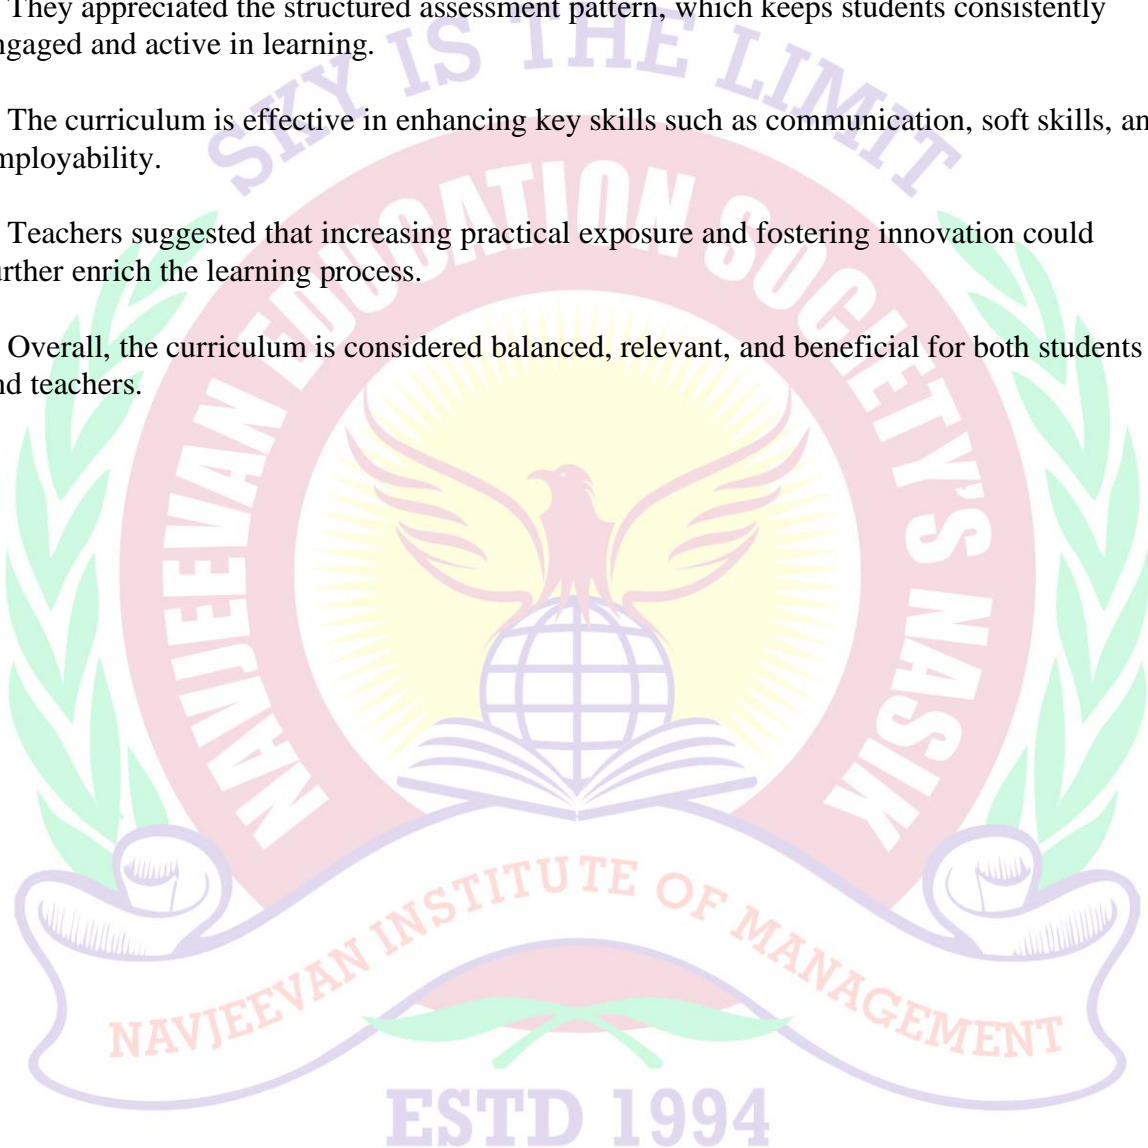 They appreciated the structured assessment pattern, which keeps students consistently
ngaged and active in learning.
The curriculum is effective in enhancing key skills such as communication, soft skills, an
mployability.
Teachers suggested that increasing practical exposure and fostering innovation could
urther enrich the learning process.
Overall, the curriculum is considered balanced, relevant, and beneficial for both students
nd teachers.
SKY IS THE LIMIT
NAVJEEVAN EDUCATION SOCIETY'S NASIK
NAVJEEVAN INSTITUTE OF MANAGEMENT
ESTD 1994